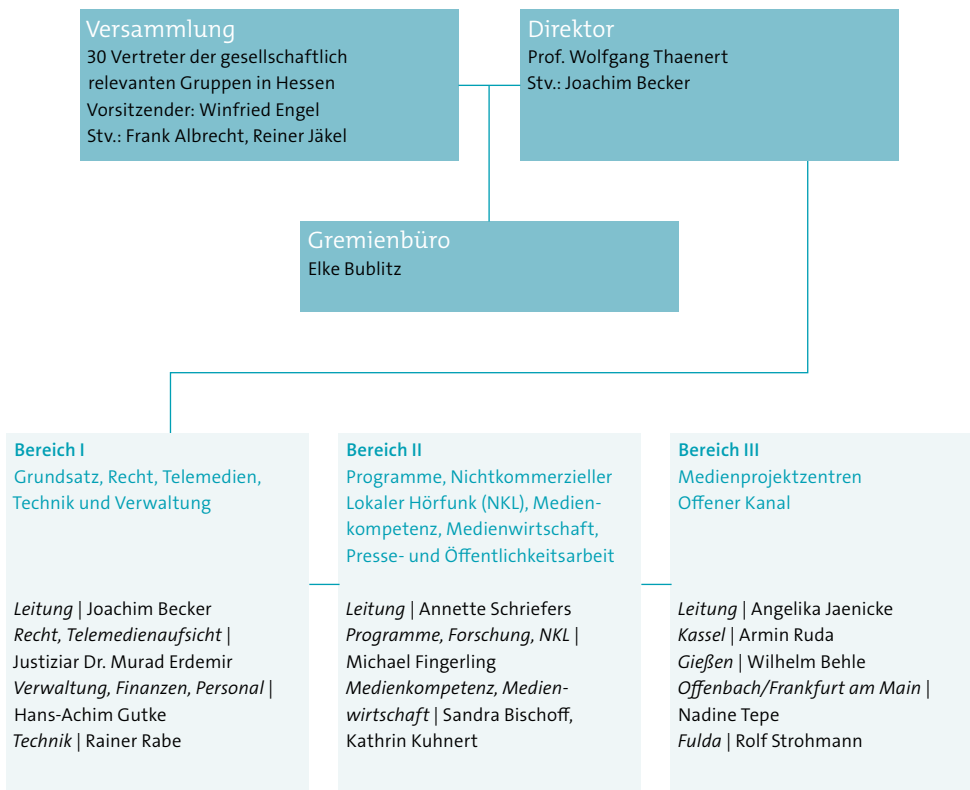 Versammlung
30 Vertreter der gesellschaftlich
relevanten Gruppen in Hessen
Vorsitzender: Winfried Engel
Stv.: Frank Albrecht, Reiner Jäkel
Direktor
Prof. Wolfgang Thaenert
Stv.: Joachim Becker
Gremienbüro
Elke Bublitz
Bereich I
Grundsatz, Recht, Telemedien,
Technik und Verwaltung
Leitung | Joachim Becker
Recht, Telemedienaufsicht |
Justiziar Dr. Murad Erdemir
Verwaltung, Finanzen, Personal |
Hans-Achim Gutke
Technik | Rainer Rabe
Bereich II
Programme, Nichtkommerzieller
Lokaler Hörfunk (NKL), Medien-
kompetenz, Medienwirtschaft,
Presse- und Öffentlichkeitsarbeit
Leitung | Annette Schriefers
Programme, Forschung, NKL |
Michael Fingerling
Medienkompetenz, Medien-
wirtschaft | Sandra Bischoff,
Kathrin Kuhnert
Bereich III
Medienprojektzentren
Offener Kanal
Leitung | Angelika Jaenicke
Kassel | Armin Ruda
Gießen | Wilhelm Behle
Offenbach/Frankfurt am Main |
Nadine Tepe
Fulda | Rolf Strohmann